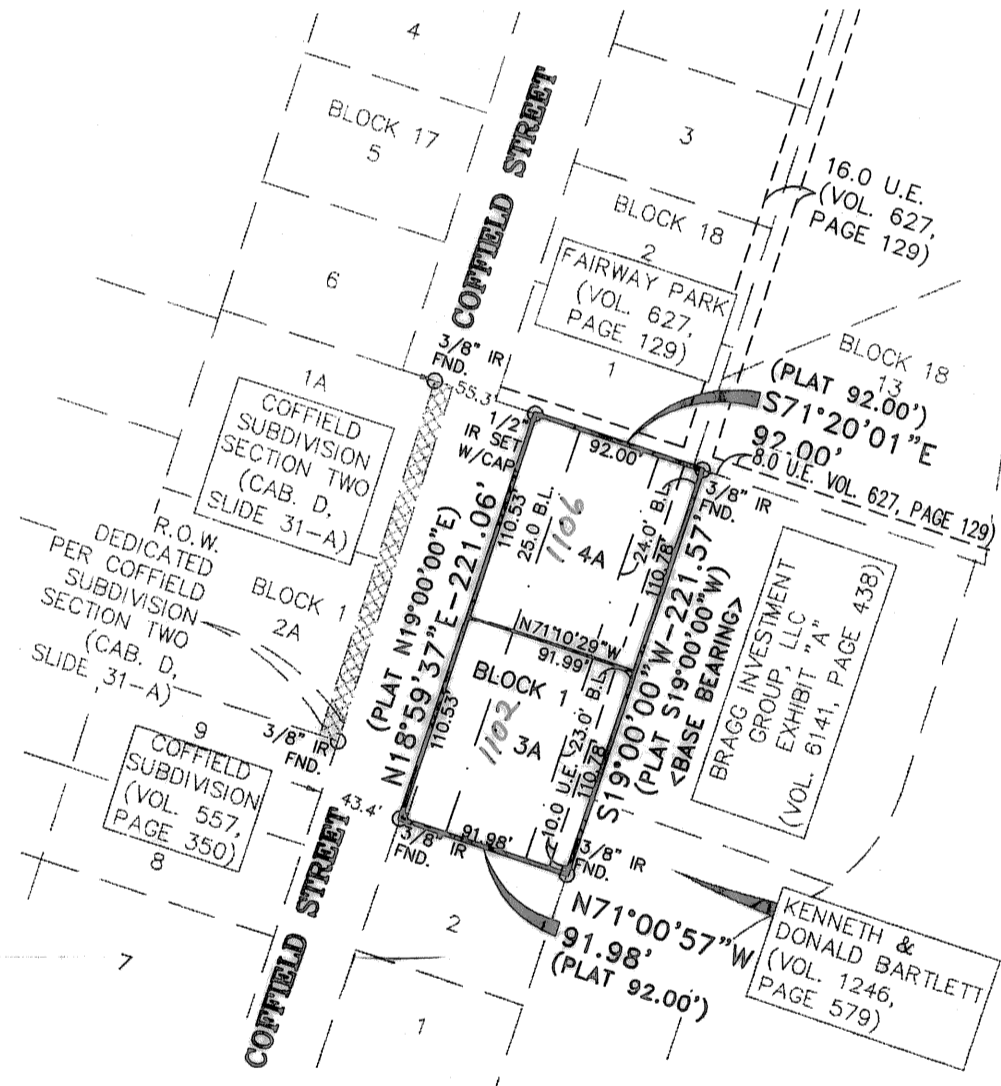 4
BLOCK 17
5
6
COFFIELD STREET
3
BLOCK 18
2
FAIRWAY PARK
(VOL. 627,
PAGE 129)
1
16.0 U.E.
(VOL. 627,
PAGE 129)
BLOCK 18
13
(PLAT 92.00')
S71°20'01"E
92.00'
8.0 U.E. VOL. 627, PAGE 129)
3/8" IR
FND.
55.3'
1/2"
IR SET
W/CAP
92.00'
3/8" IR
FND.
1A
COFFIELD
SUBDIVISION
SECTION TWO
(CAB. D,
SLIDE 31-A)
R.O.W.
DEDICATED
PER COFFIELD
SUBDIVISION
SECTION TWO
(CAB. D,
SLIDE 31-A)
BLOCK 1
2A
(PLAT N19°00'00"E)
N18°59'37"E-221.06'
110.53'
25.0 B.L.
1106
4A
24.0' B.L.
110.78'
N71°10'29"W
91.99'
BLOCK 1
1102
3A
110.53'
10.0 U.E.
23.0' B.L.
110.78'
S19°00'00"W-221.57'
(PLAT S19°00'00"W)
<BASE BEARING>
BRAGG INVESTMENT
GROUP, LLC
EXHIBIT "A"
(VOL. 6141, PAGE 438)
9
3/8" IR
FND.
COFFIELD
SUBDIVISION
(VOL. 557,
PAGE 350)
8
7
43.4'
3/8" IR
FND.
91.98'
3/8" IR
FND.
N71°00'57"W
91.98'
(PLAT 92.00')
KENNETH &
DONALD BARTLETT
(VOL. 1246,
PAGE 579)
2
1
COFFIELD STREET